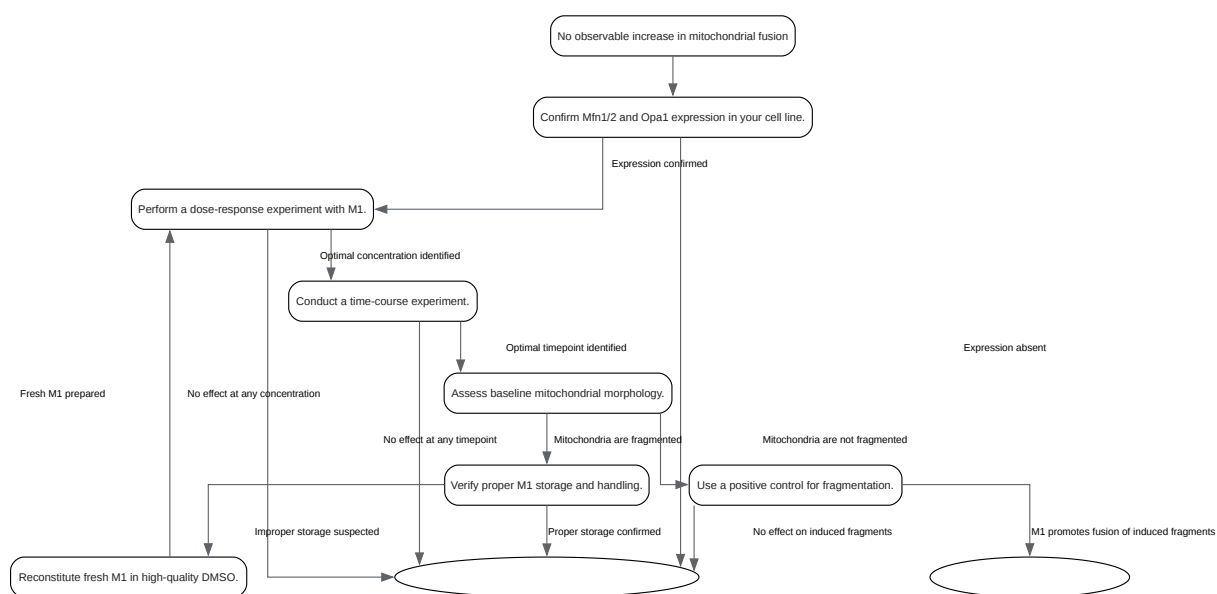 No observable increase in mitochondrial fusion
Confirm Mfn1/2 and Opa1 expression in your cell line.
Expression confirmed
Perform a dose-response experiment with M1.
Optimal concentration identified
Conduct a time-course experiment.
Optimal timepoint identified
Expression absent
Fresh M1 prepared
No effect at any concentration
Assess baseline mitochondrial morphology.
No effect at any timepoint
Mitochondria are fragmented
Mitochondria are not fragmented
Verify proper M1 storage and handling.
Use a positive control for fragmentation.
Improper storage suspected
Proper storage confirmed
No effect on induced fragments
M1 promotes fusion of induced fragments
Reconstitute fresh M1 in high-quality DMSO.